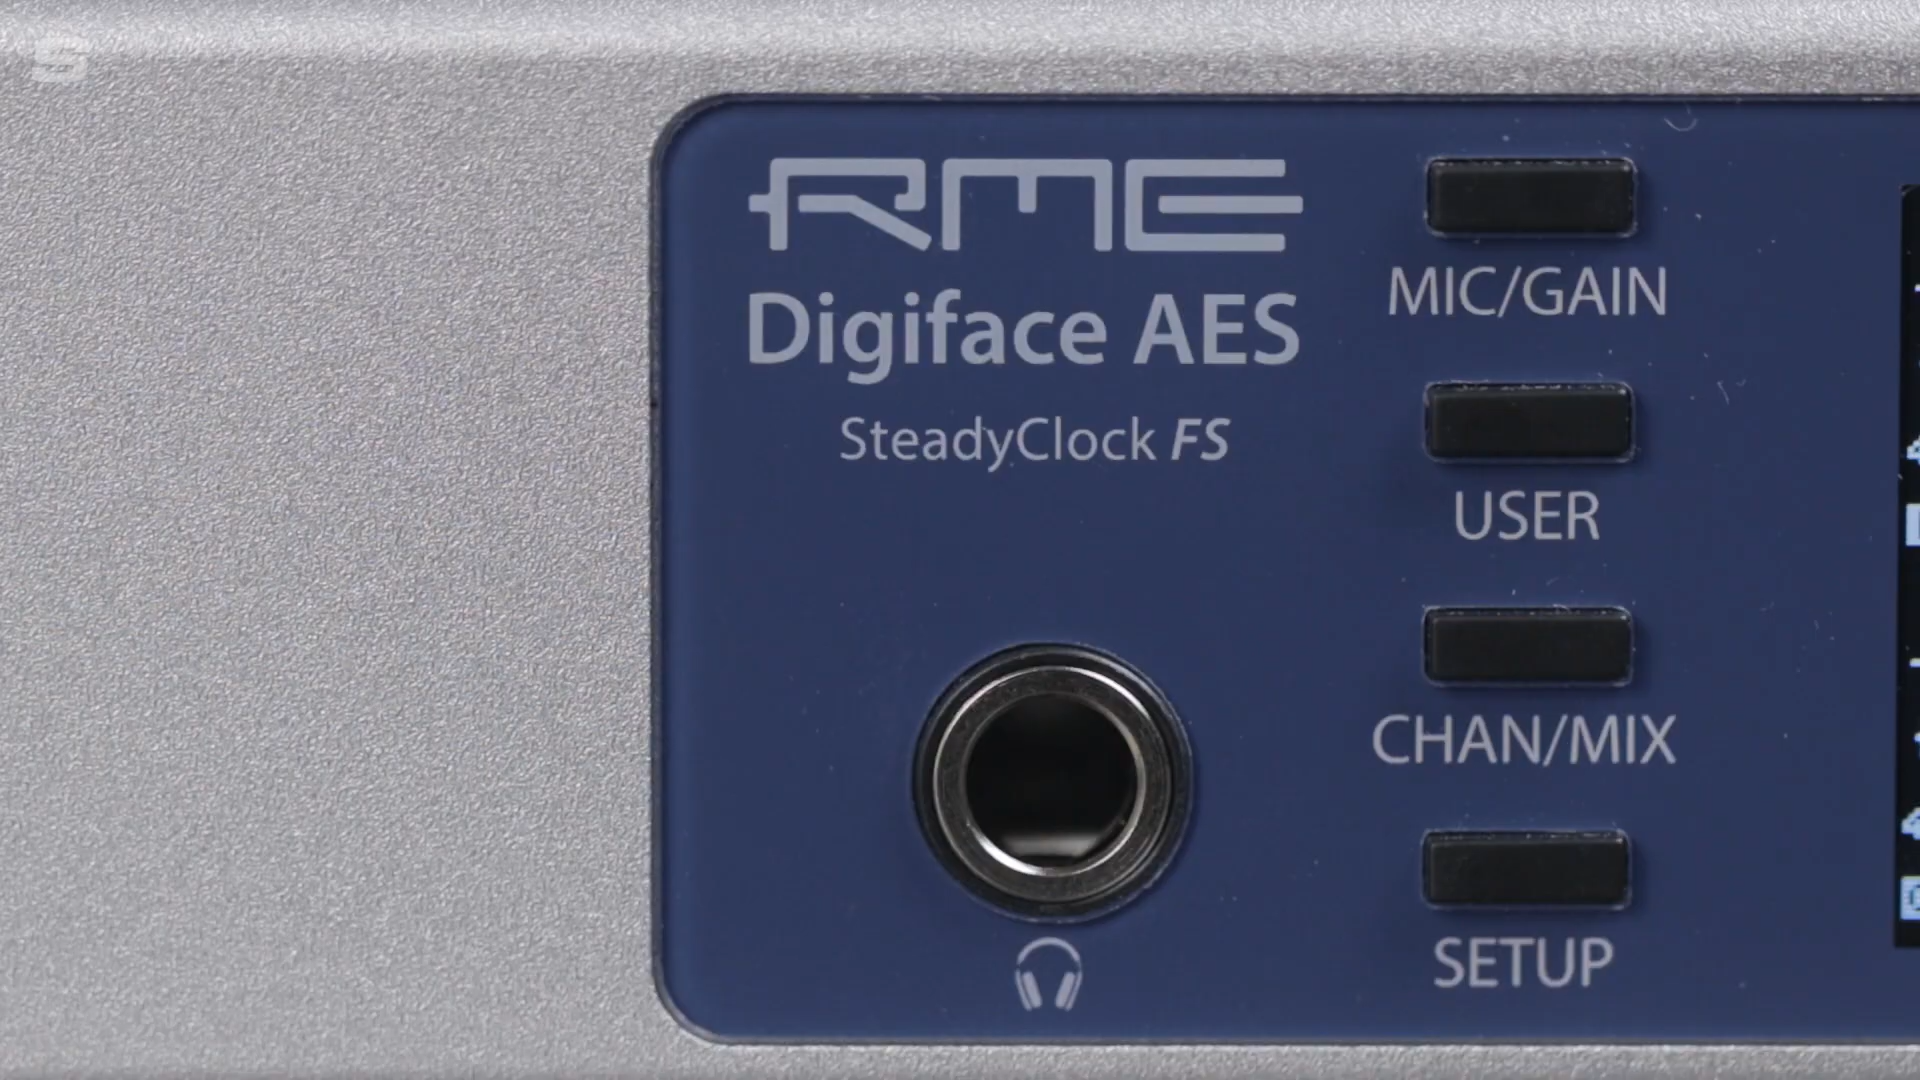 S
RME
Digiface AES
SteadyClock FS
MIC/GAIN
USER
CHAN/MIX
SETUP